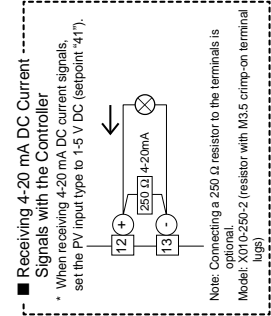 ■ Receiving 4-20 mA DC Current
Signals with the Controller
* When receiving 4-20 mA DC current signals,
set the PV input type to 1-5 V DC (setpoint "41").
12 +
250 Ω 4-20mA
13 -
Note: Connecting a 250 Ω resistor to the terminals is
optional.
Model: X010-250-2 (resistor with M3.5 crimp-on terminal
lugs)